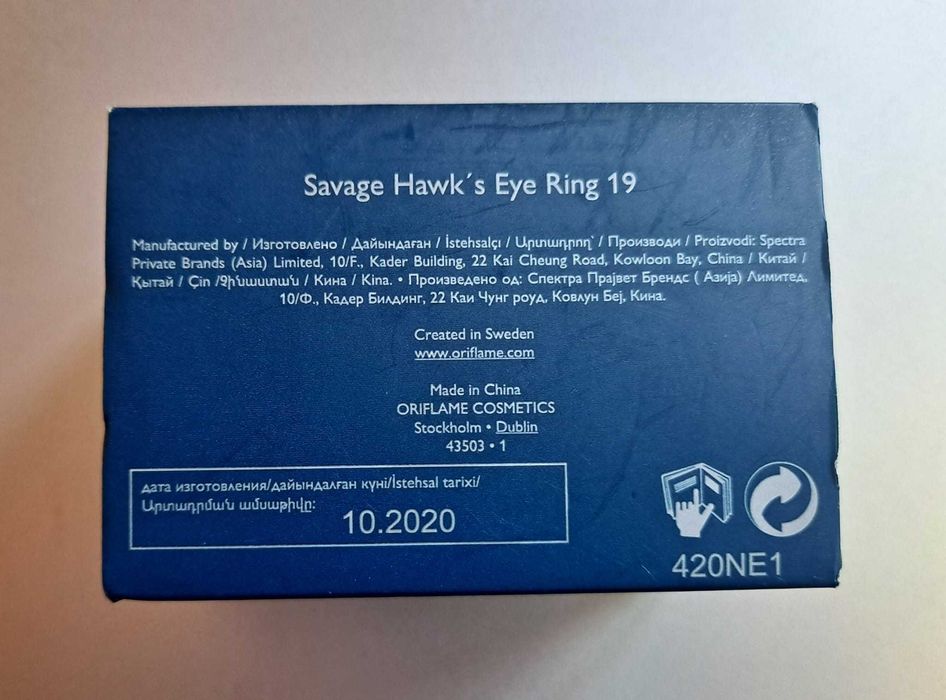 Savage Hawk´s Eye Ring 19
Manufactured by / Изготовлено / Дайындаған / İstehsalçı / Արտադրող՝ / Производи / Proizvodi: Spectra
Private Brands (Asia) Limited, 10/F., Kader Building, 22 Kai Cheung Road, Kowloon Bay, China / Китай /
Қытай / Çin /Չինաստան / Кина / Kina. • Произведено од: Спектра Прајвет Брендс ( Азија) Лимитед,
10/Ф., Кадер Билдинг, 22 Каи Чунг роуд, Ковлун Беј, Кина.
Created in Sweden
www.oriflame.com
Made in China
ORIFLAME COSMETICS
Stockholm • Dublin
43503 • 1
дата изготовления/дайындалған күні/İstehsal tarixi/
Արտադրման ամսաթիվը:
10.2020
420NE1